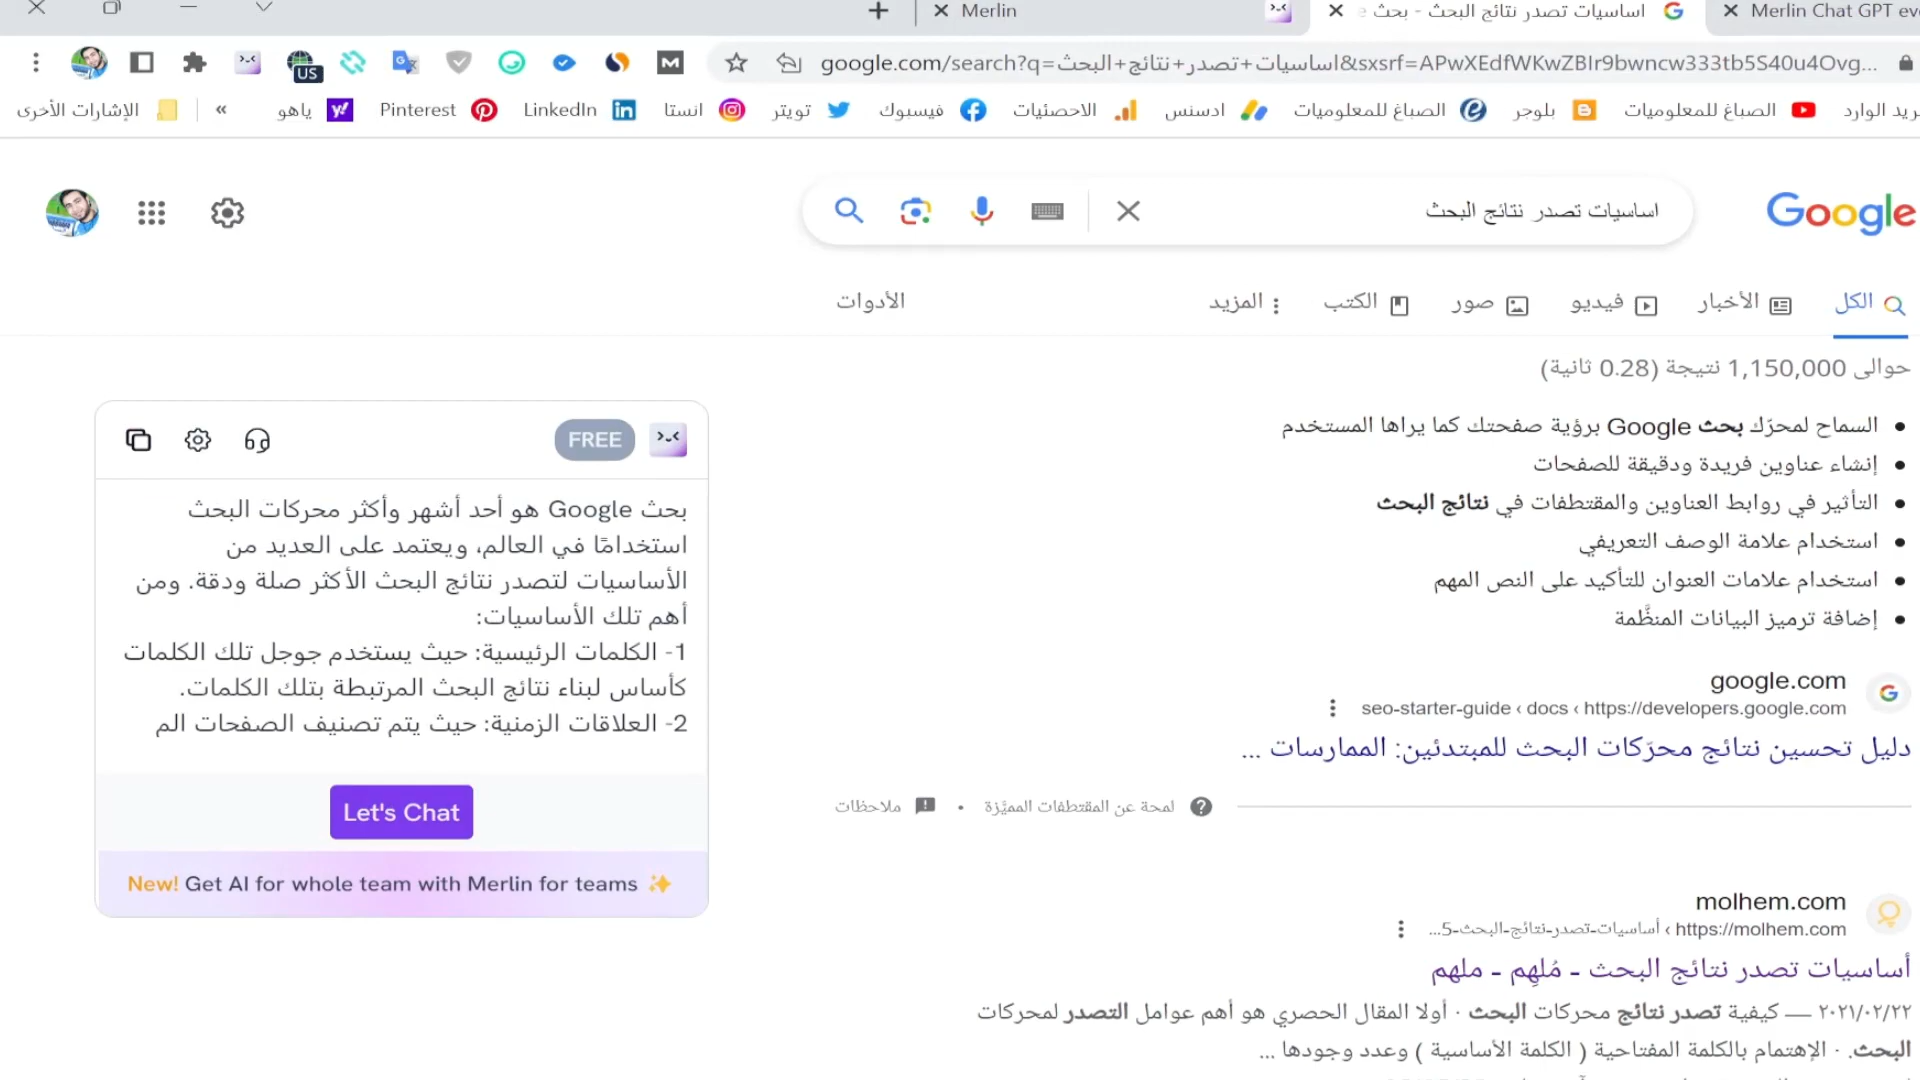 Merlin
اساسيات تصدر نتائج البحث - بحث
Merlin Chat GPT
google.com/search?q=اساسيات+تصدر+نتائج+البحث&sxsrf=APwXEdfWKwZBIr9bwncw333tb5S40u4Ovg...
US
الصباغ للمعلومات
بلوجر
الصباغ للمعلوميات
ادسنس
الاحصئيات
فيسبوك
تويتر
انستا
LinkedIn
Pinterest
ياهو
»
الإشارات الأخرى
Google
اساسيات تصدر نتائج البحث
الكل
الأخبار
فيديو
صور
الكتب
المزيد
الأدوات
حوالى 1,150,000 نتيجة (0.28 ثانية)
السماح لمحرّك بحث Google برؤية صفحتك كما يراها المستخدم
إنشاء عناوين فريدة ودقيقة للصفحات
التأثير في روابط العناوين والمقتطفات في نتائج البحث
استخدام علامة الوصف التعريفي
استخدام علامات العنوان للتأكيد على النص المهم
إضافة ترميز البيانات المنظَّمة
google.com
https://developers.google.com › docs › seo-starter-guide
دليل تحسين نتائج محرّكات البحث للمبتدئين: الممارسات ...
لمحة عن المقتطفات المميَّزة • ملاحظات
molhem.com
https://molhem.com › أساسيات-تصدر-نتائج-البحث-5...
أساسيات تصدر نتائج البحث - مُلهِم - ملهم
٢٠٢١/٠٢/٢٢ — كيفية تصدر نتائج محركات البحث · أولا المقال الحصري هو أهم عوامل التصدر لمحركات
البحث. · الإهتمام بالكلمة المفتاحية ( الكلمة الأساسية ) وعدد وجودها ...
FREE
بحث Google هو أحد أشهر وأكثر محركات البحث
استخدامًا في العالم، ويعتمد على العديد من
الأساسيات لتصدر نتائج البحث الأكثر صلة ودقة. ومن
أهم تلك الأساسيات:
1- الكلمات الرئيسية: حيث يستخدم جوجل تلك الكلمات
كأساس لبناء نتائج البحث المرتبطة بتلك الكلمات.
2- العلاقات الزمنية: حيث يتم تصنيف الصفحات الم
Let's Chat
New! Get AI for whole team with Merlin for teams